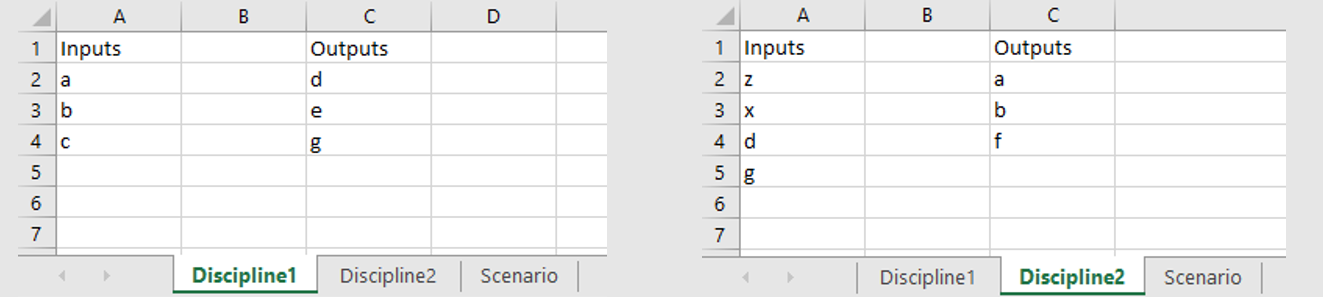 A B C D
1 Inputs Outputs
2 a d
3 b e
4 c g
5
6
7
Discipline1 Discipline2 Scenario
A B C
1 Inputs Outputs
2 z a
3 x b
4 d f
5 g
6
7
Discipline1 Discipline2 Scenario